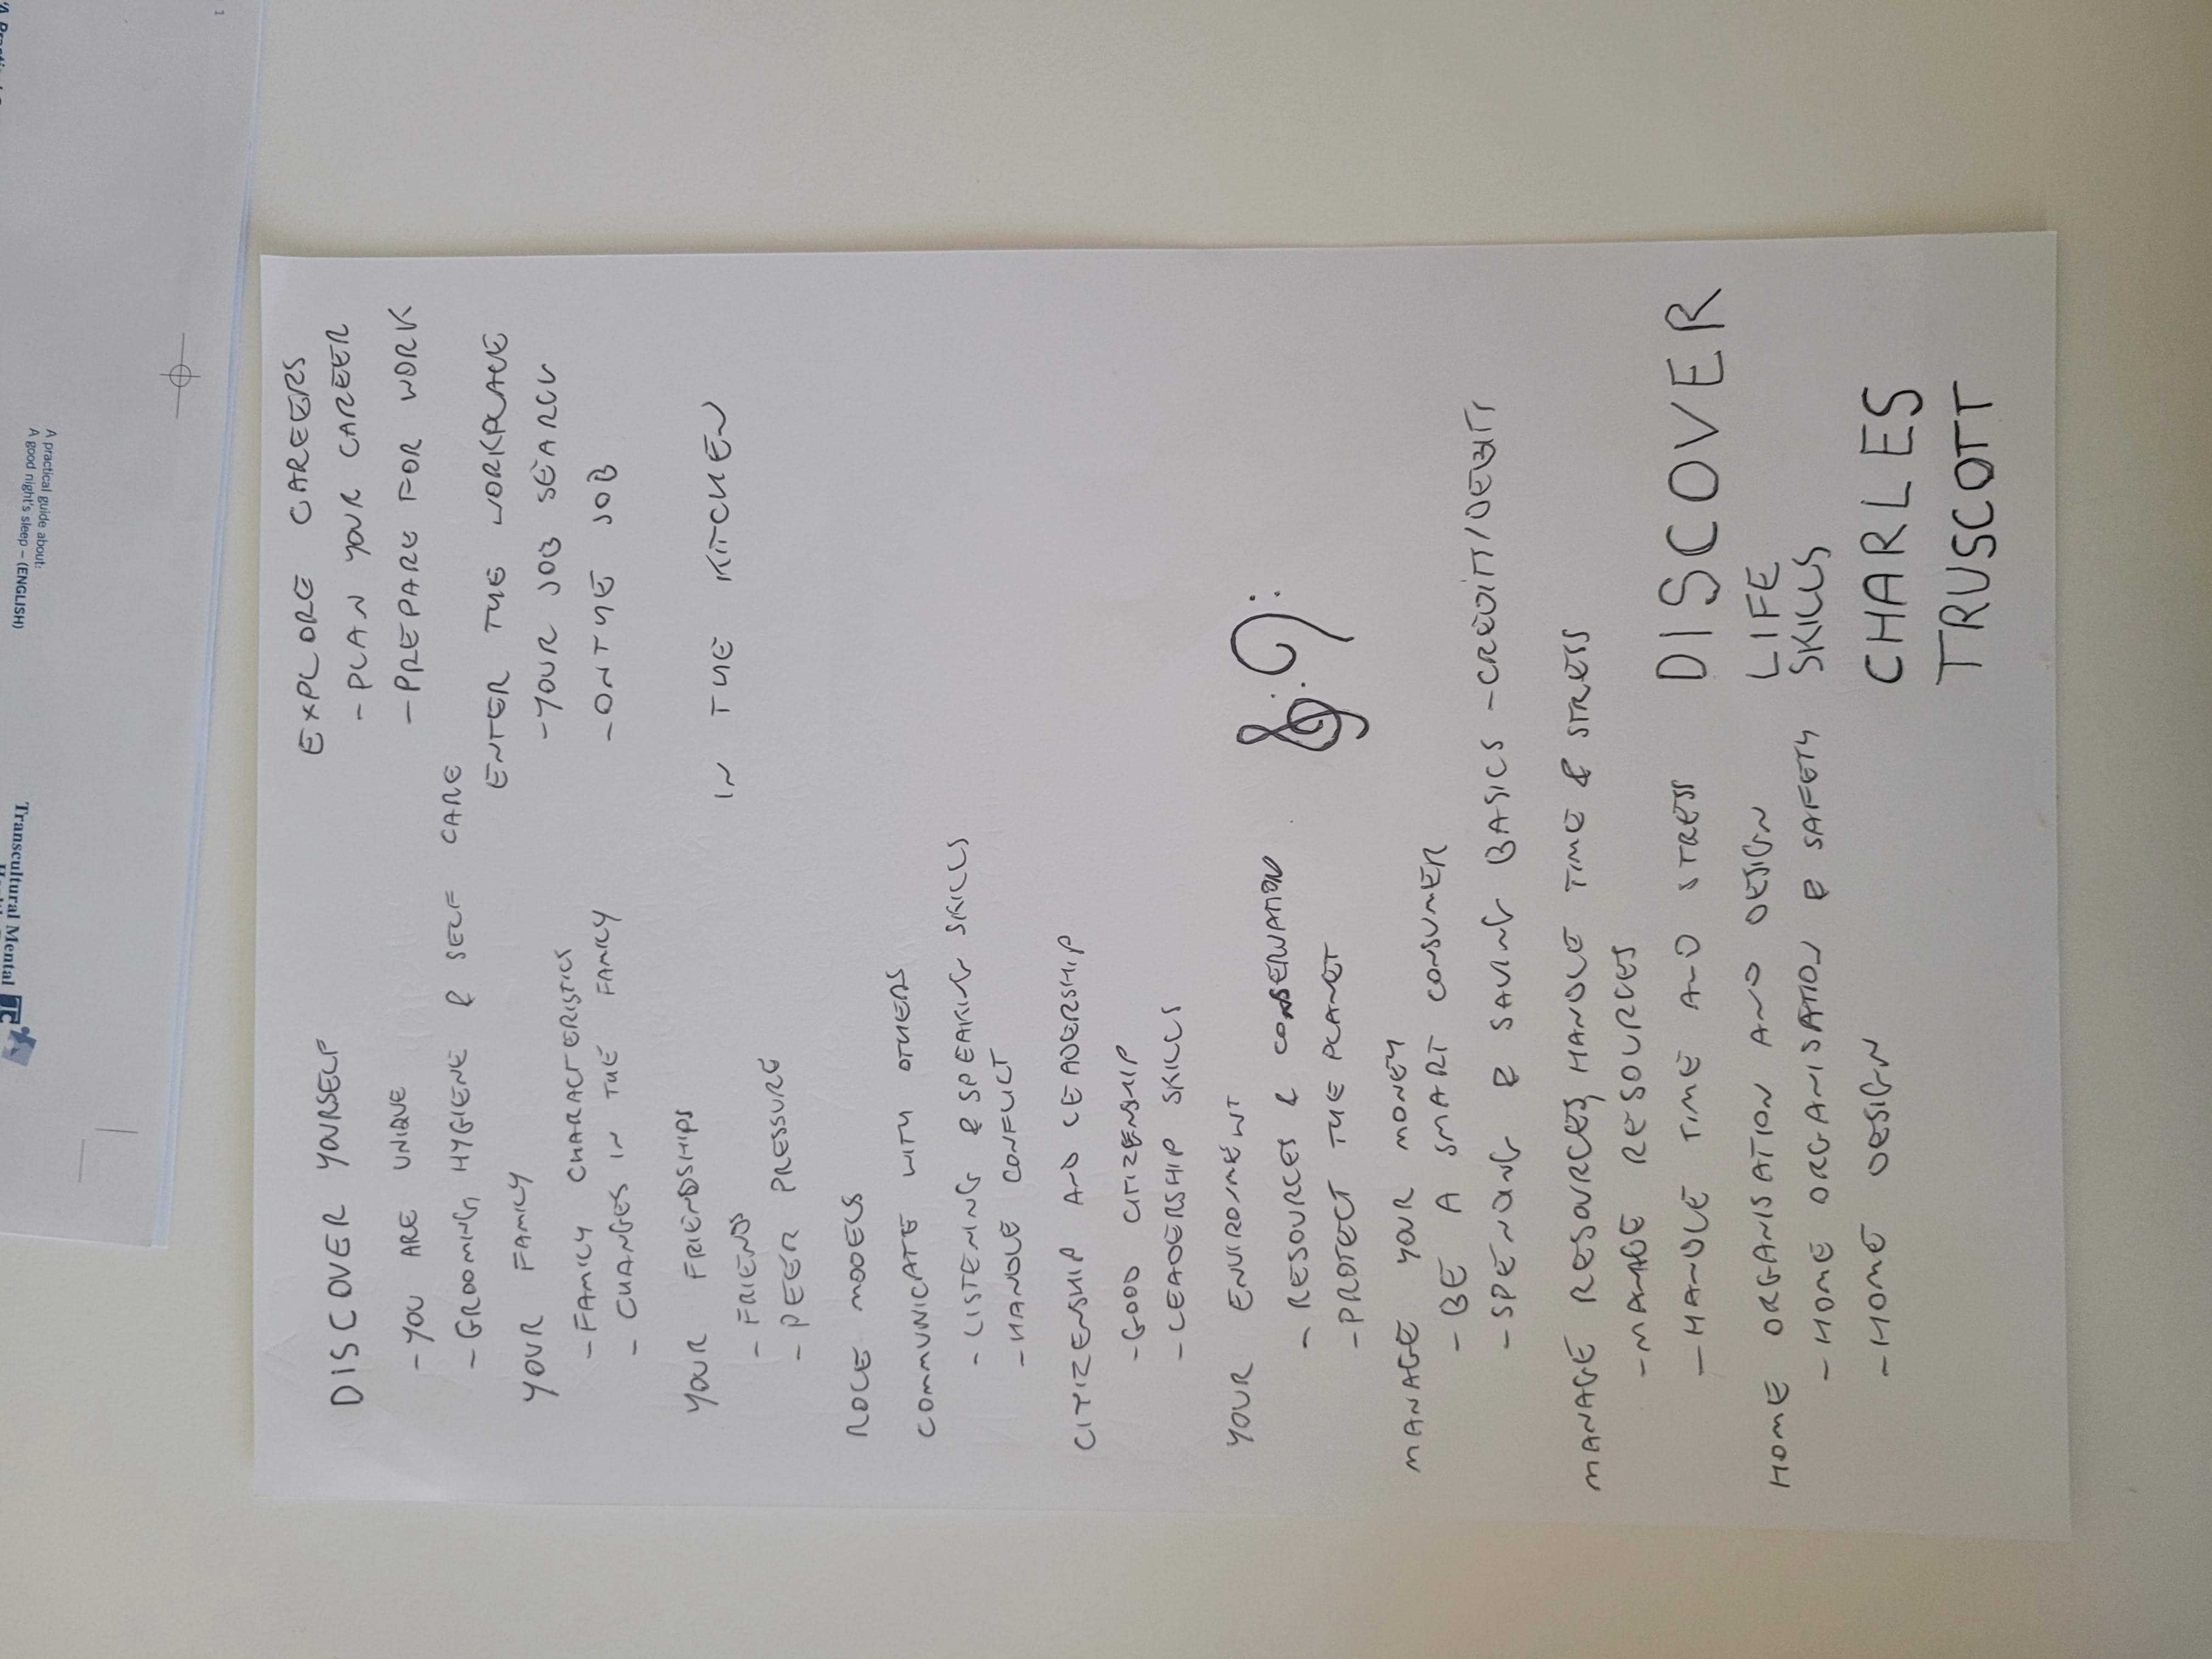 Transcultural Mental
A practical guide about:
A good night's sleep – (ENGLISH)
1
DISCOVER YOURSELF
- YOU ARE UNIQUE
- GROOMING, HYGIENE & SELF CARE
YOUR FAMILY
- FAMILY CHARACTERISTICS
- CHANGES IN THE FAMILY
YOUR FRIENDSHIPS
- FRIENDS
- PEER PRESSURE
ROLE MODELS
COMMUNICATE WITH OTHERS
- LISTENING & SPEAKING SKILLS
- HANDLE CONFLICT
CITIZENSHIP AND LEADERSHIP
- GOOD CITIZENSHIP
- LEADERSHIP SKILLS
YOUR ENVIRONMENT
- RESOURCES & CONSERVATION
- PROTECT THE PLANET
MANAGE YOUR MONEY
- BE A SMART CONSUMER
- SPENDING & SAVING BASICS - CREDITS/DEBITS
MANAGE RESOURCES, HANDLE TIME & STRESS
- MANAGE RESOURCES
- HANDLE TIME AND STRESS
HOME ORGANISATION AND DESIGN
- HOME ORGANISATION & SAFETY
- HOME DESIGN
EXPLORE CAREERS
- PLAN YOUR CAREER
- PREPARE FOR WORK
ENTER THE WORKPLACE
- YOUR JOB SEARCH
- ON THE JOB
IN THE KITCHEN
DISCOVER
LIFE
SKILLS
CHARLES
TRUSCOTT